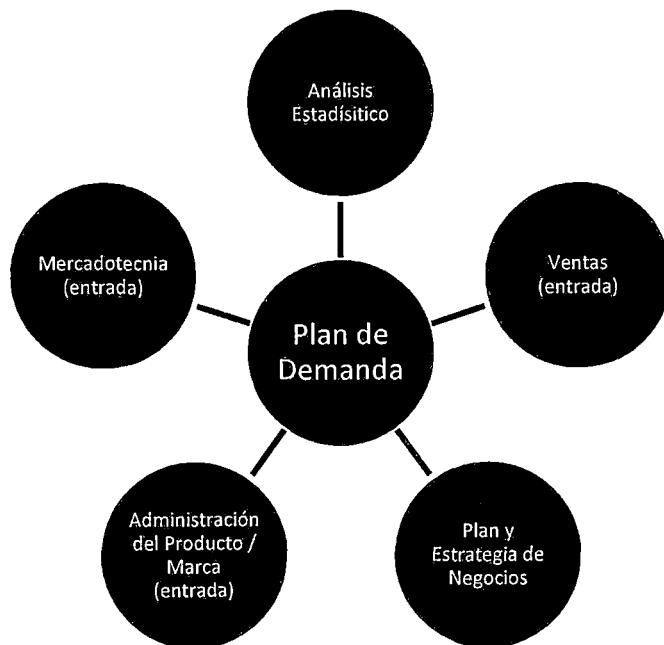 Análisis
Estadísitico
Mercadotecnia
(entrada)
Ventas
(entrada)
Plan de
Demanda
Administración
del Producto /
Marca
(entrada)
Plan y
Estrategia de
Negocios